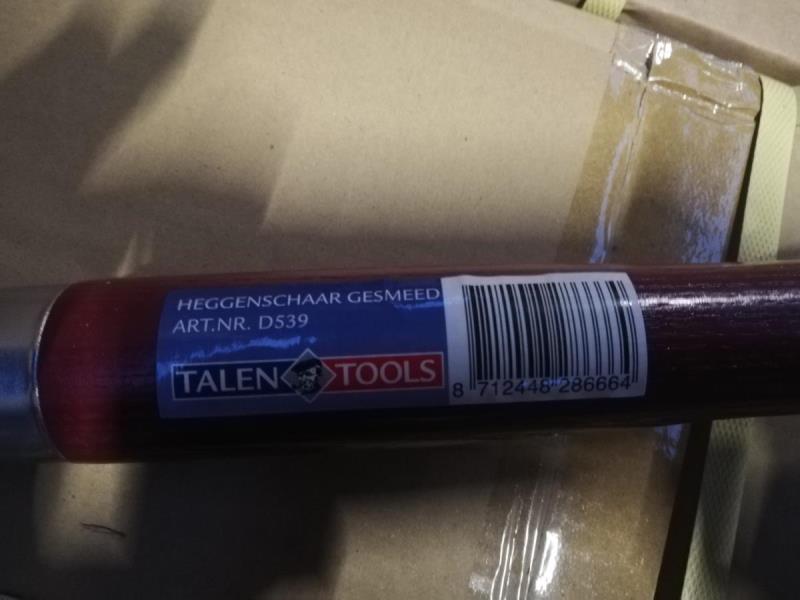 HEGGENSCHAAR GESMEED
ART.NR. D539
TALEN TOOLS
8 712448 286664